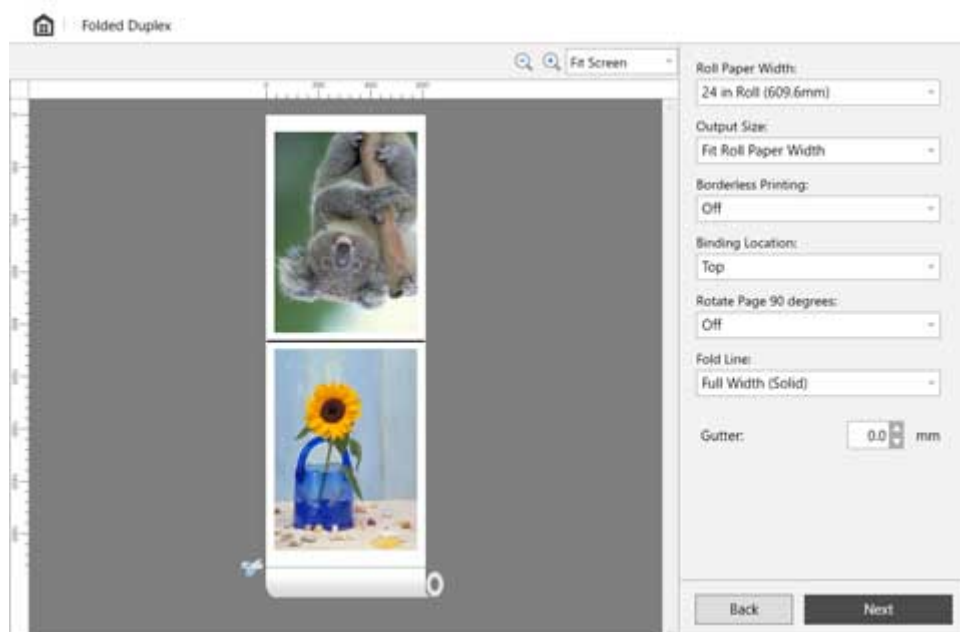 Folded Duplex
Fit Screen
Roll Paper Width:
24 in Roll (609.6mm)
Output Size:
Fit Roll Paper Width
Borderless Printing:
Off
Binding Location:
Top
Rotate Page 90 degrees:
Off
Fold Line:
Full Width (Solid)
Gutter:
0.0 mm
Back
Next